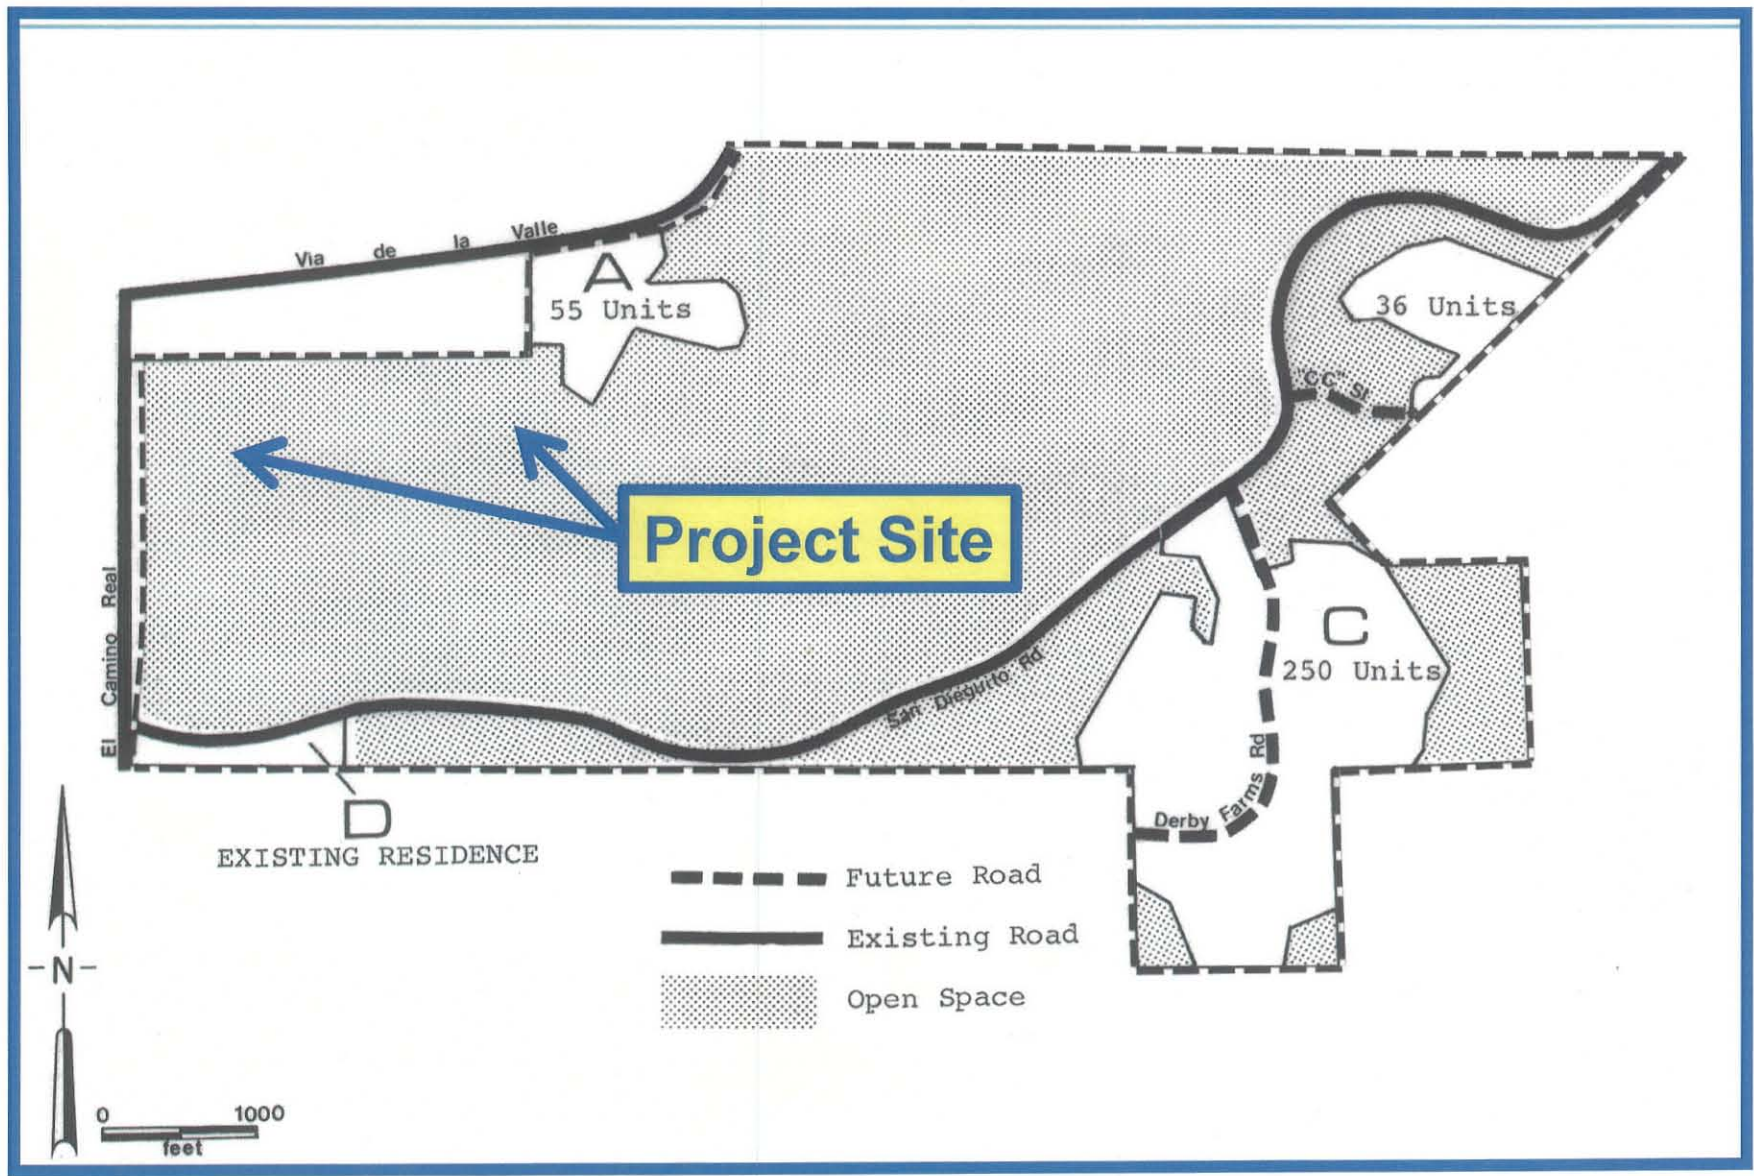 Via de la Valle
A
55 Units
36 Units
"CC" St
Project Site
El Camino Real
C
250 Units
San Dieguito Rd
Derby Farms Rd
D
EXISTING RESIDENCE
Future Road
Existing Road
Open Space
-N-
0 1000
feet